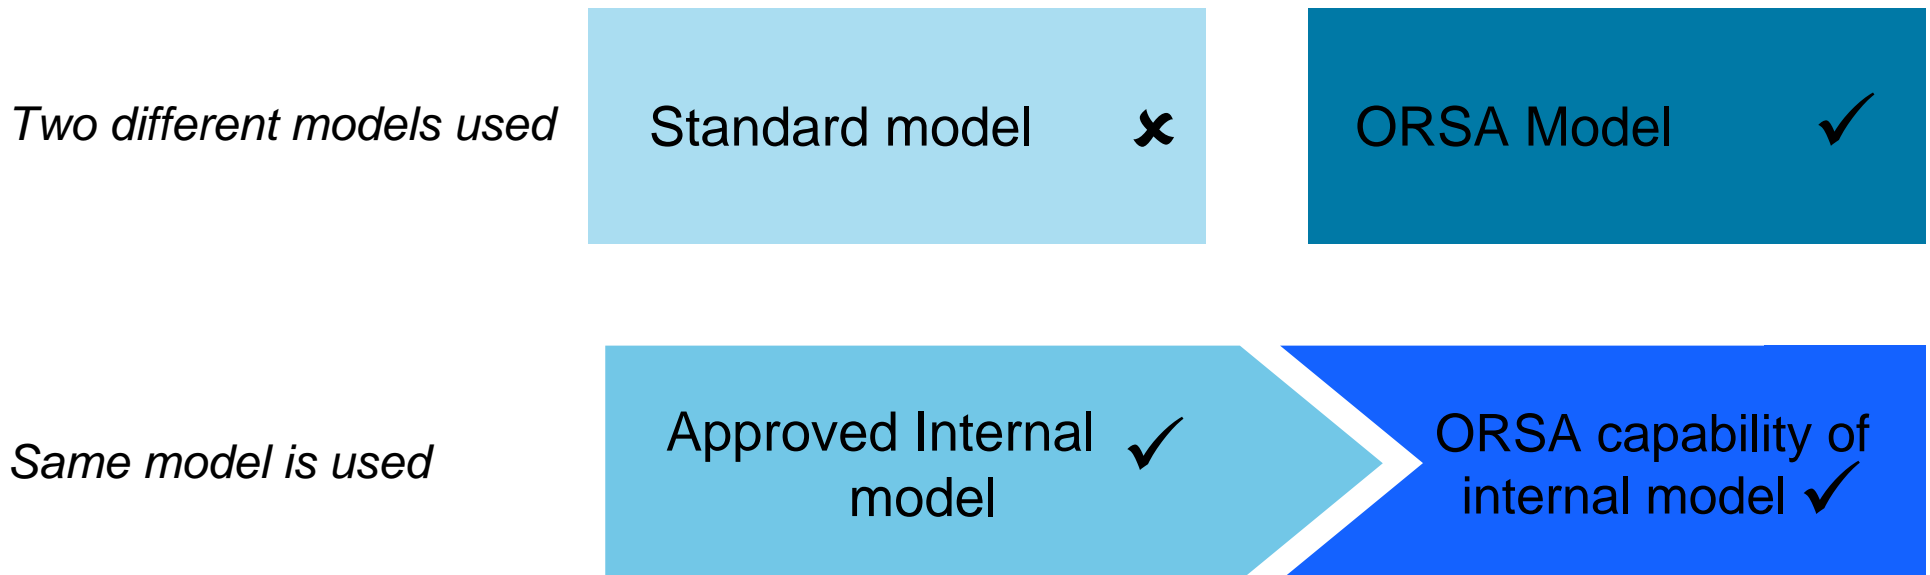 Two different models used
Standard model ✘
ORSA Model ✓
Same model is used
Approved Internal ✓
model
ORSA capability of
internal model ✓